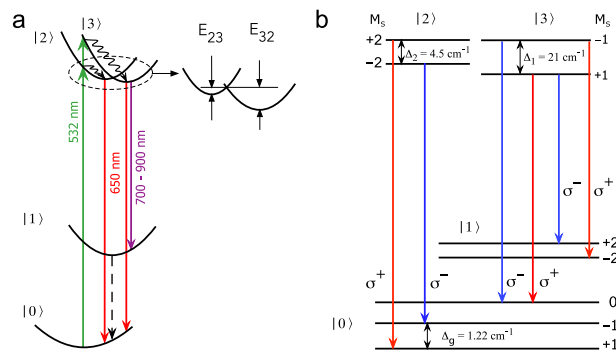 a
|3⟩
|2⟩
E23
E32
532 nm
650 nm
700 - 900 nm
|1⟩
|0⟩
b
Ms
|2⟩
|3⟩
Ms
+2
-2
Δ2 = 4.5 cm⁻¹
Δ1 = 21 cm⁻¹
-1
+1
σ⁻
σ⁺
|1⟩
+2
-2
σ⁺
σ⁻
σ⁻
σ⁺
0
|0⟩
-1
Δg = 1.22 cm⁻¹
+1